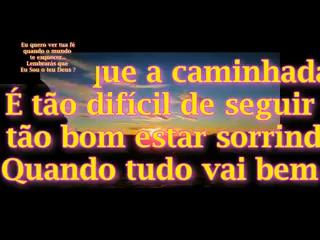 Eu quero ver tua fé
quando o mundo
te esquecer...
Lembrarás que
Eu Sou o teu Deus ?
que a caminhada
É tão difícil de seguir
tão bom estar sorrind
Quando tudo vai bem